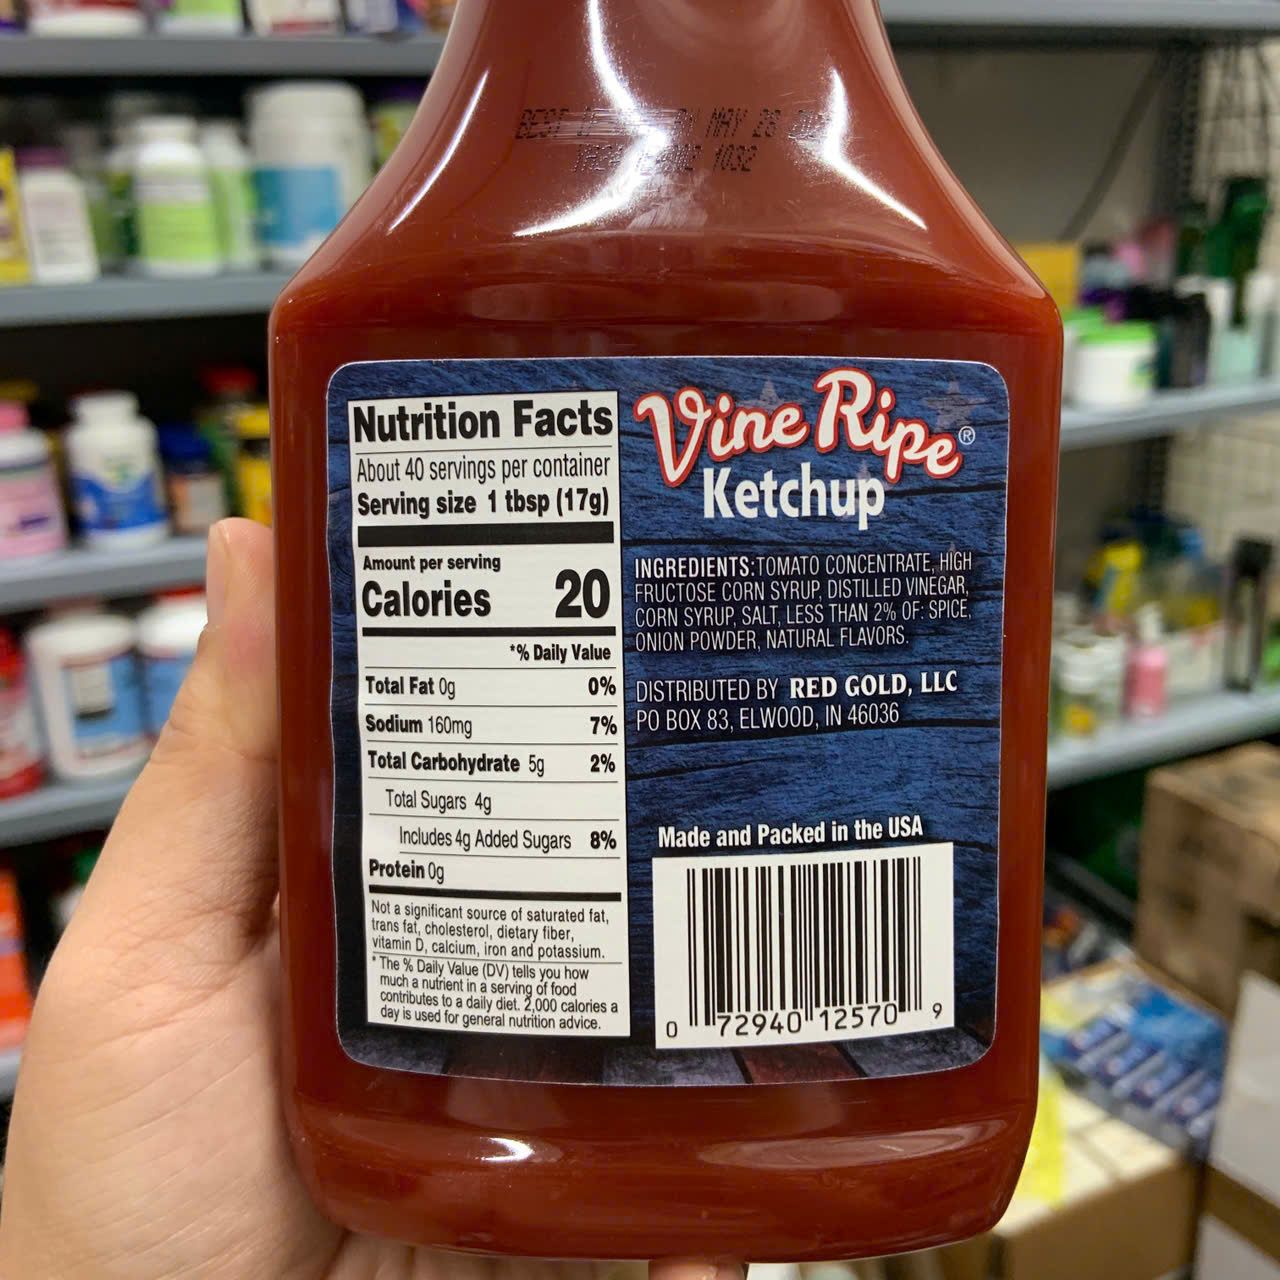 BEST BY MAY 28
1032
Nutrition Facts
About 40 servings per container
Serving size 1 tbsp (17g)
Amount per serving
Calories 20
*% Daily Value
Total Fat 0g 0%
Sodium 160mg 7%
Total Carbohydrate 5g 2%
Total Sugars 4g
Includes 4g Added Sugars 8%
Protein 0g
Not a significant source of saturated fat,
trans fat, cholesterol, dietary fiber,
vitamin D, calcium, iron and potassium.
* The % Daily Value (DV) tells you how
much a nutrient in a serving of food
contributes to a daily diet. 2,000 calories a
day is used for general nutrition advice.
Vine Ripe®
Ketchup
INGREDIENTS:TOMATO CONCENTRATE, HIGH
FRUCTOSE CORN SYRUP, DISTILLED VINEGAR,
CORN SYRUP, SALT, LESS THAN 2% OF: SPICE,
ONION POWDER, NATURAL FLAVORS.
DISTRIBUTED BY RED GOLD, LLC
PO BOX 83, ELWOOD, IN 46036
Made and Packed in the USA
0 72940 12570 9